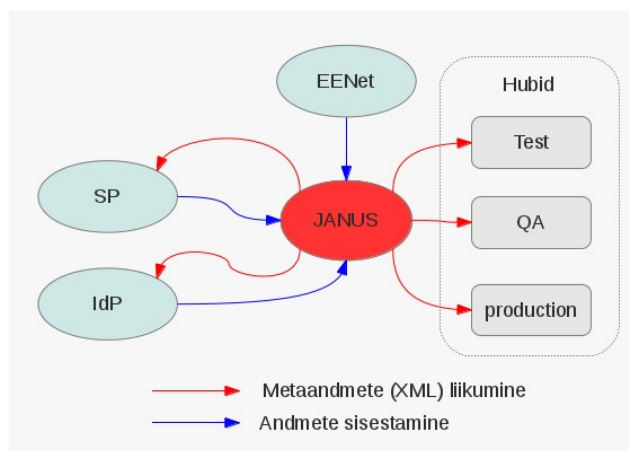 EENet
Hubid
Test
SP
JANUS
QA
IdP
production
Metaandmete (XML) liikumine
Andmete sisestamine